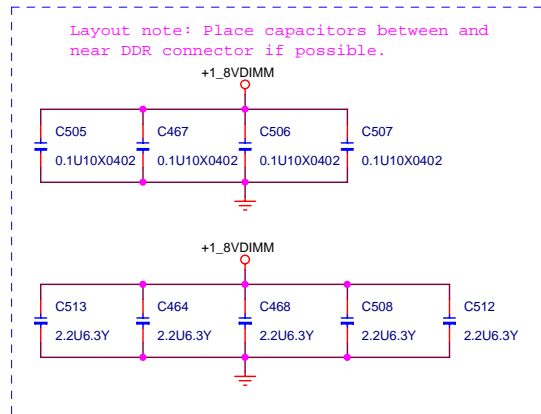 Layout note: Place capacitors between and
near DDR connector if possible.
+1_8VDIMM
C505 C467 C506 C507
0.1U10X0402 0.1U10X0402 0.1U10X0402 0.1U10X0402
+1_8VDIMM
C513 C464 C468 C508 C512
2.2U6.3Y 2.2U6.3Y 2.2U6.3Y 2.2U6.3Y 2.2U6.3Y